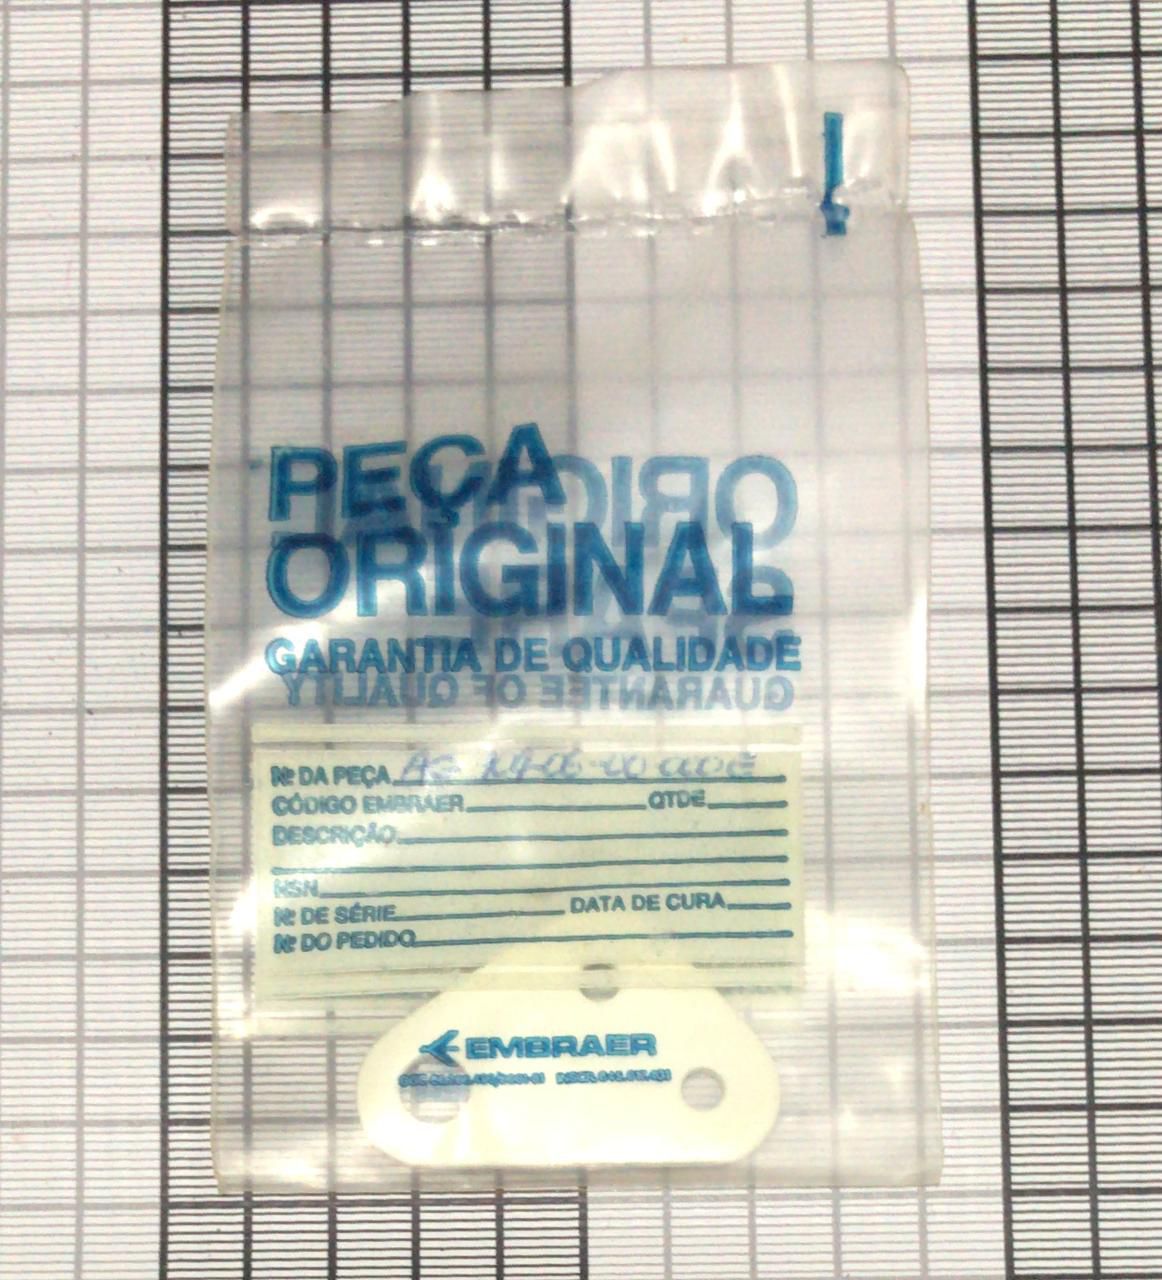 PEÇA
ORIGINAL
GARANTIA DE QUALIDADE
GUARANTEE OF QUALITY
Nº DA PEÇA
CÓDIGO EMBRAER QTDE
DESCRIÇÃO
NSN
Nº DE SÉRIE DATA DE CURA
Nº DO PEDIDO
EMBRAER